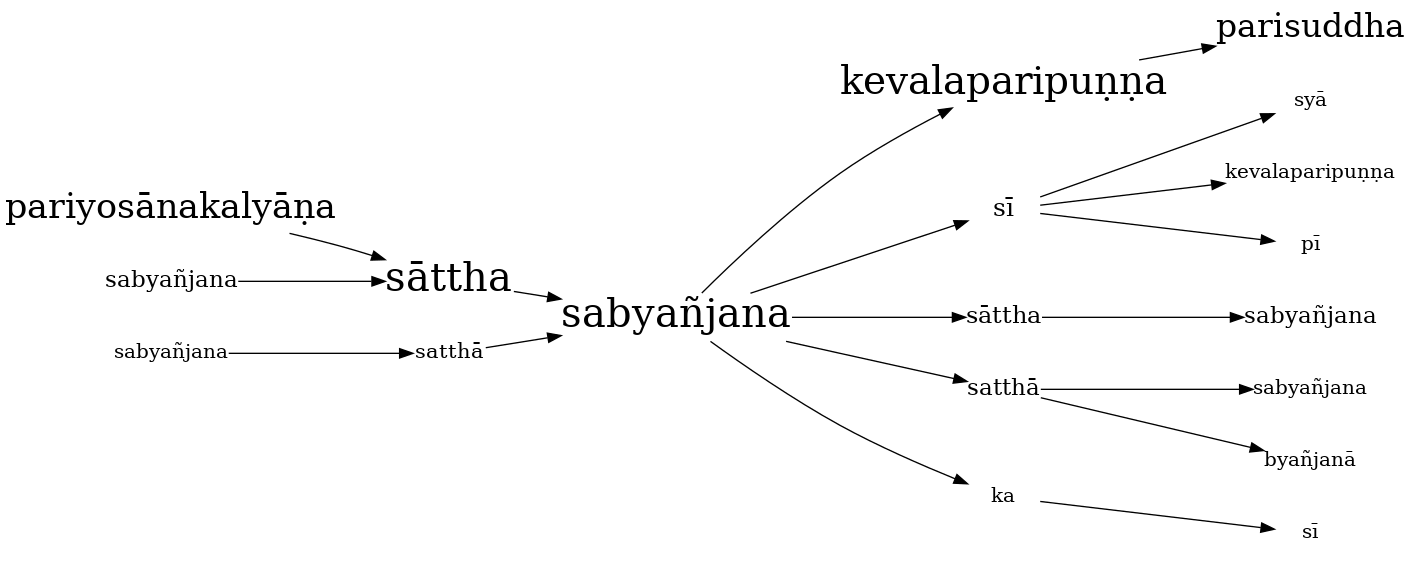 parisuddha
kevalaparipuṇṇa
syā
kevalaparipuṇṇa
pariyosānakalyāṇa
sī
pī
sabyañjana
sāttha
sabyañjana
sāttha
sabyañjana
sabyañjana
satthā
satthā
sabyañjana
byañjanā
ka
sī